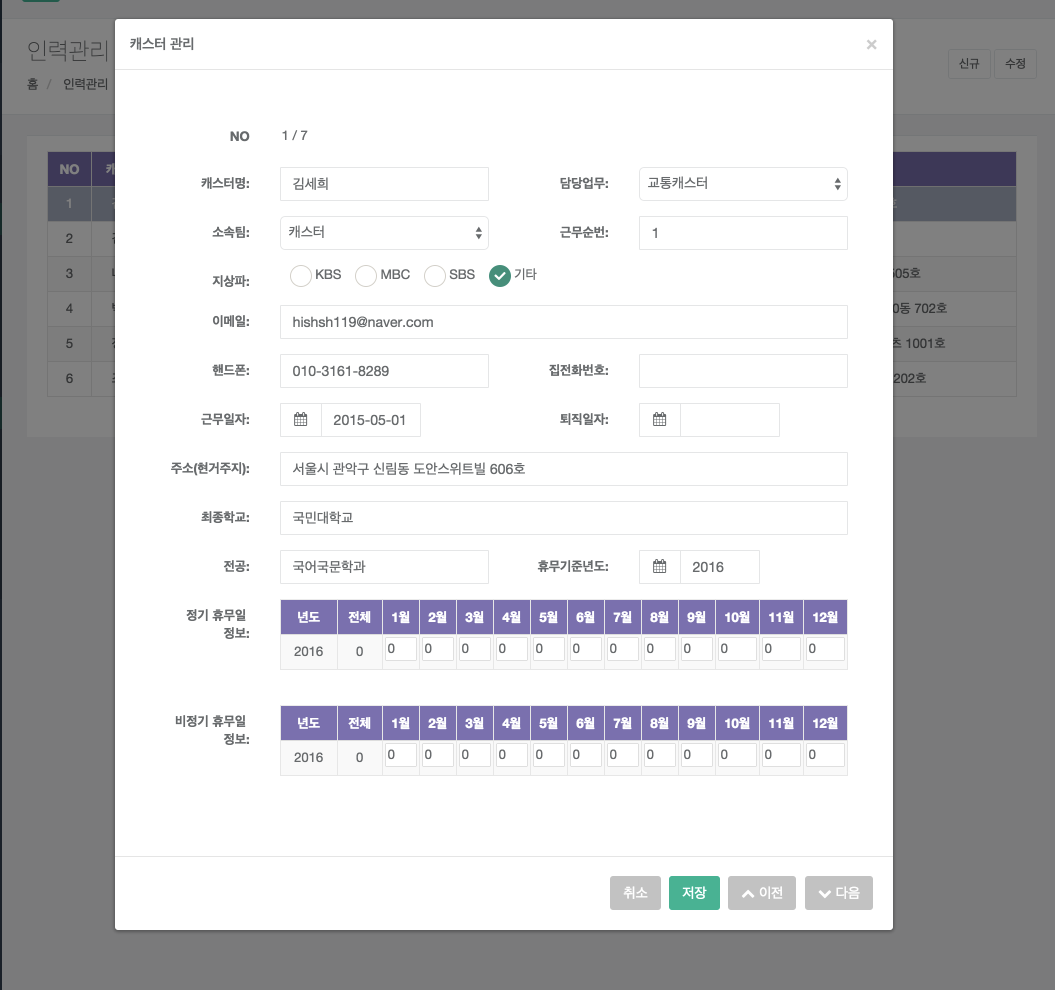 캐스터 관리 ×
인력관리
홈 / 인력관리
신규 수정
NO 1 / 7
캐스터명: 김세희 담당업무: 교통캐스터
소속팀: 캐스터 근무순번: 1
지상파: KBS MBC SBS 기타
이메일: hishsh119@naver.com
핸드폰: 010-3161-8289 집전화번호:
근무일자: 2015-05-01 퇴직일자:
주소(현거주지): 서울시 관악구 신림동 도안스위트빌 606호
최종학교: 국민대학교
전공: 국어국문학과 휴무기준년도: 2016
정기 휴무일
정보:
년도 전체 1월 2월 3월 4월 5월 6월 7월 8월 9월 10월 11월 12월
2016 0 0 0 0 0 0 0 0 0 0 0 0 0
비정기 휴무일
정보:
년도 전체 1월 2월 3월 4월 5월 6월 7월 8월 9월 10월 11월 12월
2016 0 0 0 0 0 0 0 0 0 0 0 0 0
취소 저장 이전 다음
NO
1
2
3 505호
4 0동 702호
5 1001호
6 202호